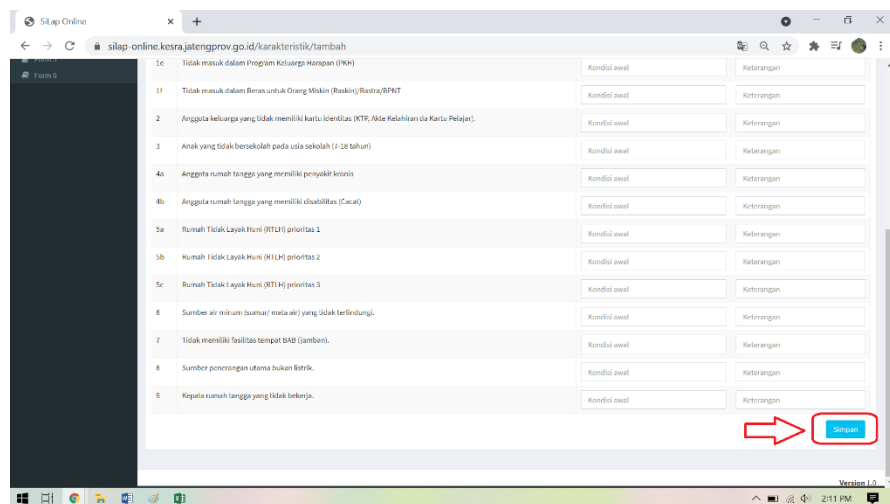 SiLap Online
silap-online.kesra.jatengprov.go.id/karakteristik/tambah
Form 8
1e Tidak masuk dalam Program Keluarga Harapan (PKH) Kondisi awal Keterangan
1f Tidak masuk dalam Beras untuk Orang Miskin (Raskin)/Rastra/BPNT Kondisi awal Keterangan
2 Anggota keluarga yang tidak memiliki kartu identitas (KTP, Akte Kelahiran da Kartu Pelajar). Kondisi awal Keterangan
3 Anak yang tidak bersekolah pada usia sekolah (7-18 tahun) Kondisi awal Keterangan
4a Anggota rumah tangga yang memiliki penyakit kronis Kondisi awal Keterangan
4b Anggota rumah tangga yang memiliki disabilitas (Cacat) Kondisi awal Keterangan
5a Rumah Tidak Layak Huni (RTLH) prioritas 1 Kondisi awal Keterangan
5b Rumah Tidak Layak Huni (RTLH) prioritas 2 Kondisi awal Keterangan
5c Rumah Tidak Layak Huni (RTLH) prioritas 3 Kondisi awal Keterangan
6 Sumber air minum (sumur/ mata air) yang tidak terlindungi. Kondisi awal Keterangan
7 Tidak memiliki fasilitas tempat BAB (jamban). Kondisi awal Keterangan
8 Sumber penerangan utama bukan listrik. Kondisi awal Keterangan
9 Kepala rumah tangga yang tidak bekerja. Kondisi awal Keterangan
Simpan
Version 1.0
2:11 PM